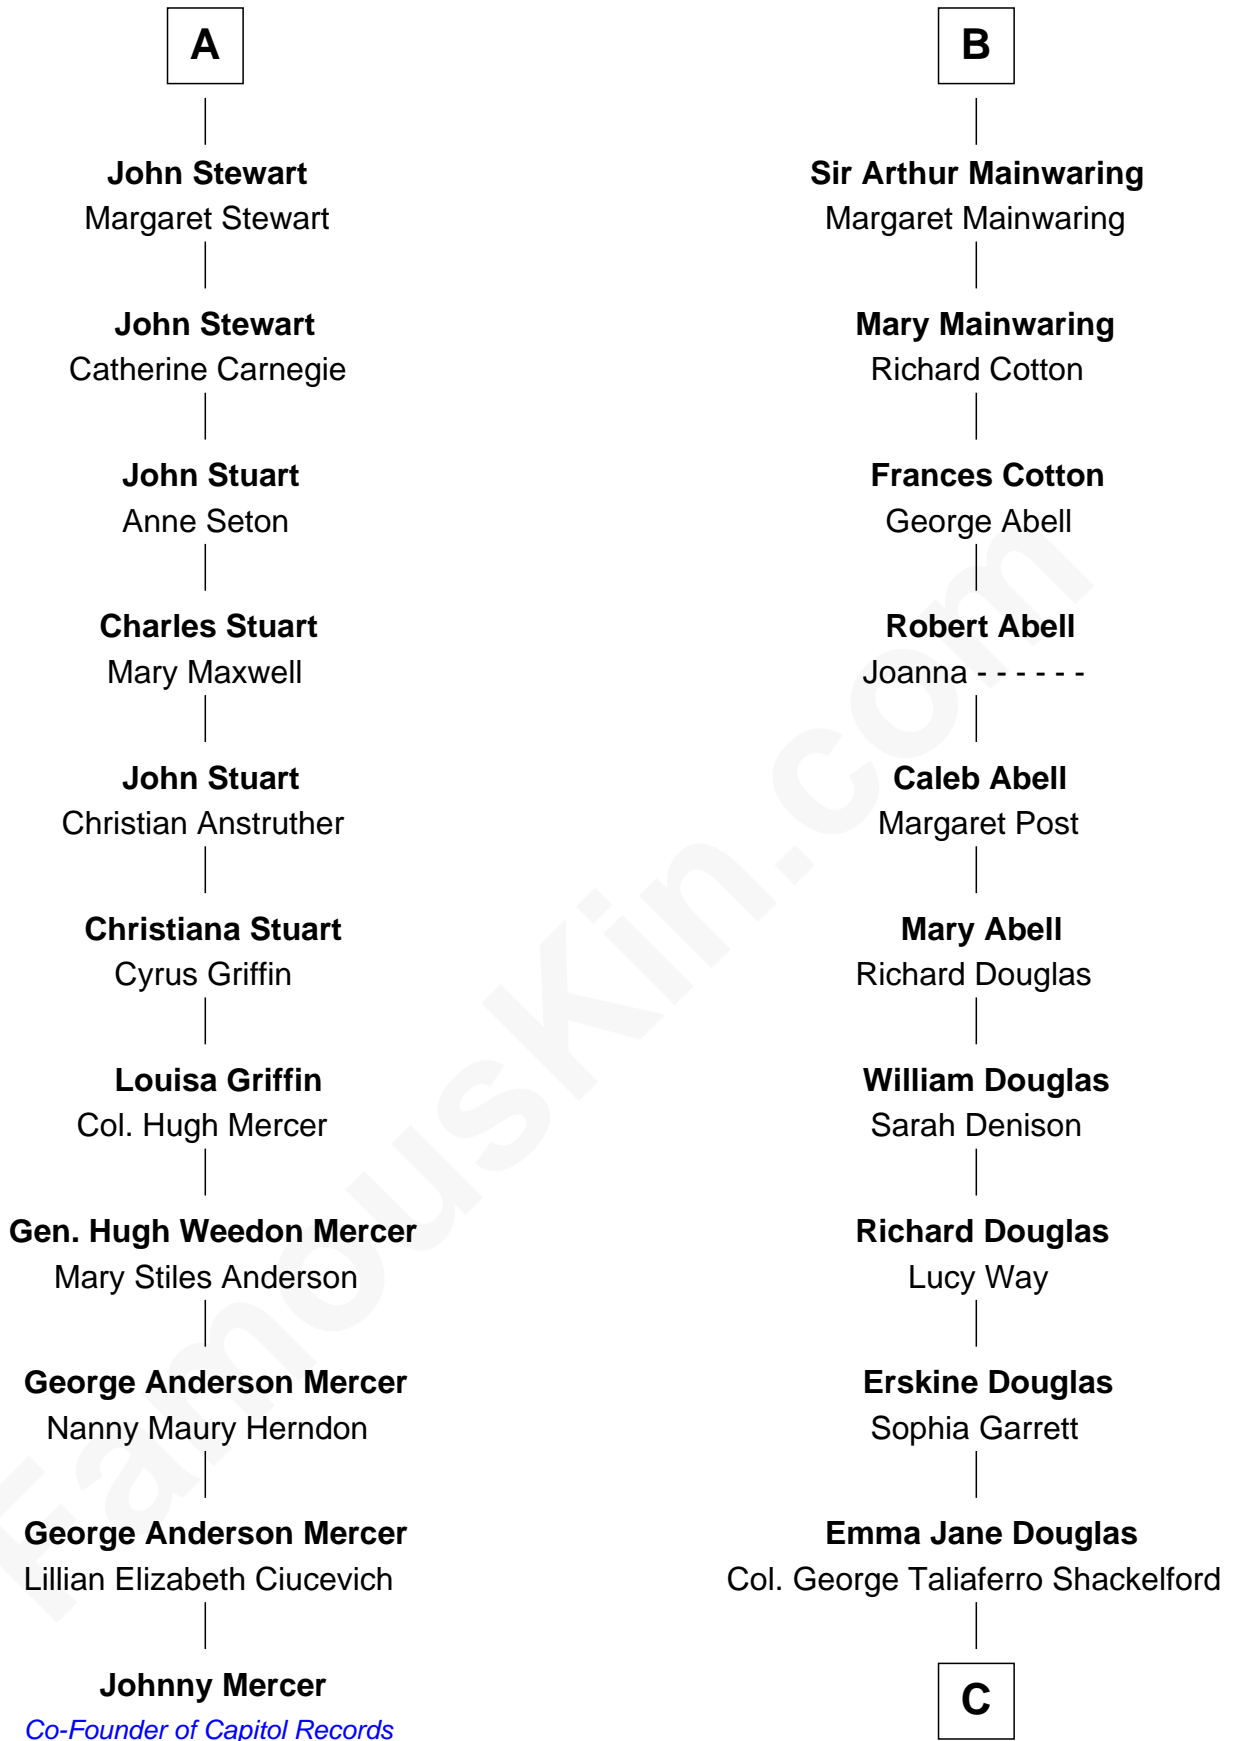 A
John Stewart
Margaret Stewart
John Stewart
Catherine Carnegie
John Stuart
Anne Seton
Charles Stuart
Mary Maxwell
John Stuart
Christian Anstruther
Christiana Stuart
Cyrus Griffin
Louisa Griffin
Col. Hugh Mercer
Gen. Hugh Weedon Mercer
Mary Stiles Anderson
George Anderson Mercer
Nanny Maury Herndon
George Anderson Mercer
Lillian Elizabeth Ciucevich
Johnny Mercer
Co-Founder of Capitol Records
B
Sir Arthur Mainwaring
Margaret Mainwaring
Mary Mainwaring
Richard Cotton
Frances Cotton
George Abell
Robert Abell
Joanna - - - - - -
Caleb Abell
Margaret Post
Mary Abell
Richard Douglas
William Douglas
Sarah Denison
Richard Douglas
Lucy Way
Erskine Douglas
Sophia Garrett
Emma Jane Douglas
Col. George Taliaferro Shackelford
C
FamousKin.com